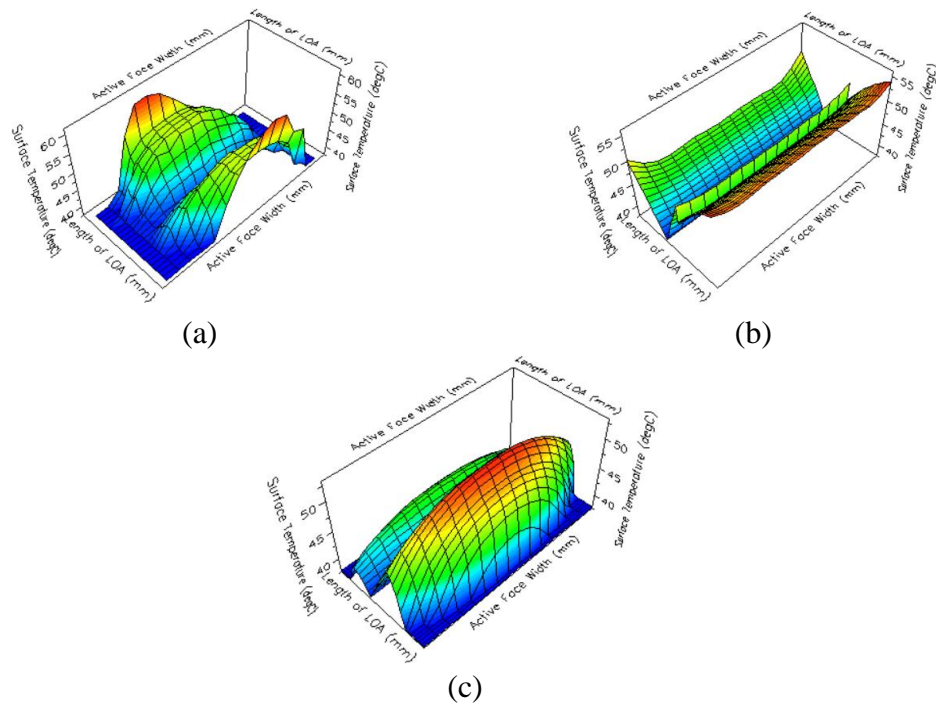 Active Face Width (mm)
Length of LOA (mm)
Surface Temperature (degC)
60
55
50
45
40
60
55
50
45
40
Surface Temperature (degC)
Length of LOA (mm)
Active Face Width (mm)
(a)
Active Face Width (mm)
Length of LOA (mm)
Surface Temperature (degC)
55
50
45
40
55
50
45
40
Surface Temperature (degC)
Length of LOA (mm)
Active Face Width (mm)
(b)
Active Face Width (mm)
Length of LOA (mm)
Surface Temperature (degC)
50
45
40
50
45
40
Surface Temperature (degC)
Length of LOA (mm)
Active Face Width (mm)
(c)